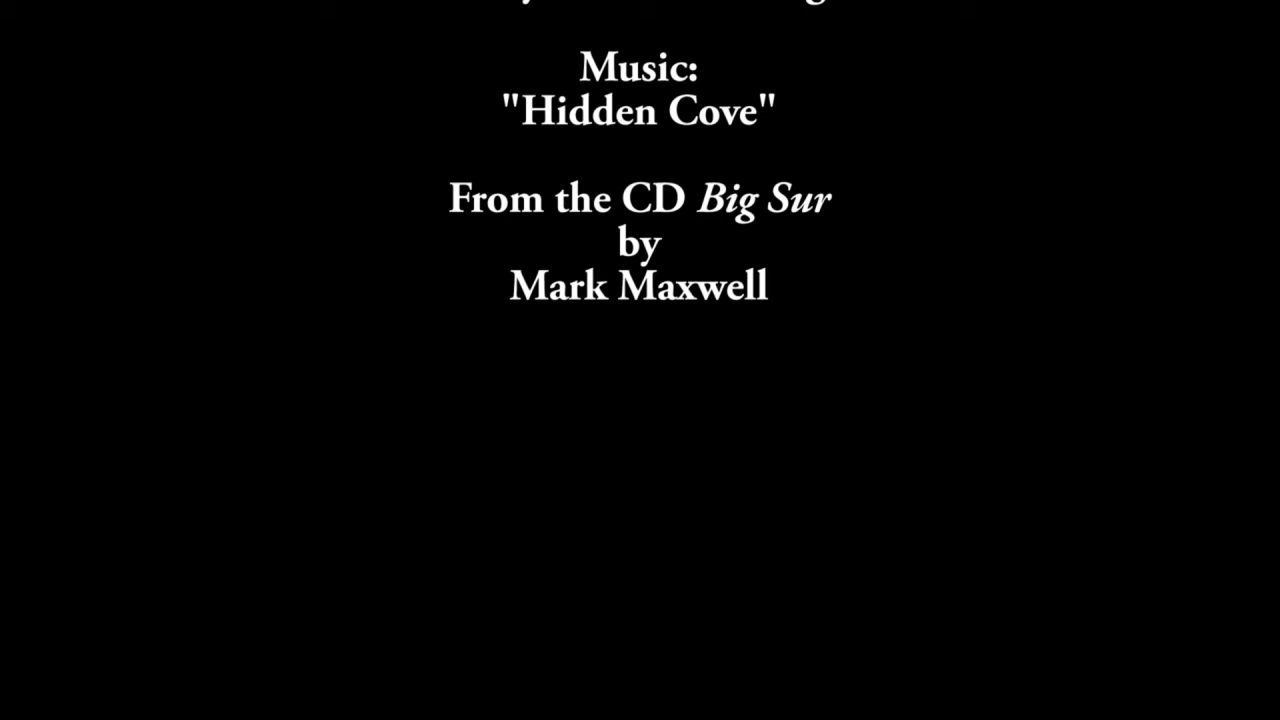 Music:
"Hidden Cove"
From the CD Big Sur
by
Mark Maxwell